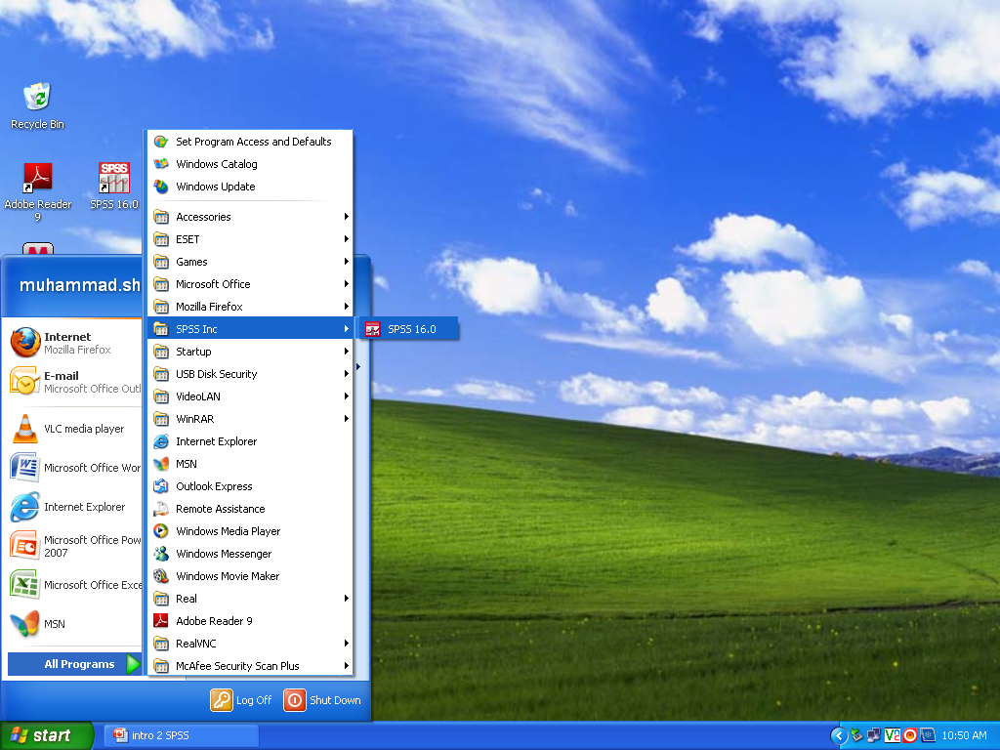 Recycle Bin
Adobe Reader
9
SPSS
SPSS 16.0
muhammad.sh
Internet
Mozilla Firefox
E-mail
Microsoft Office Outl
VLC media player
Microsoft Office Wor
Internet Explorer
Microsoft Office Pow
2007
Microsoft Office Exce
MSN
All Programs
Set Program Access and Defaults
Windows Catalog
Windows Update
Accessories
ESET
Games
Microsoft Office
Mozilla Firefox
SPSS Inc
Startup
USB Disk Security
VideoLAN
WinRAR
Internet Explorer
MSN
Outlook Express
Remote Assistance
Windows Media Player
Windows Messenger
Windows Movie Maker
Real
Adobe Reader 9
RealVNC
McAfee Security Scan Plus
SPSS 16.0
Log Off
Shut Down
start
intro 2 SPSS
10:50 AM